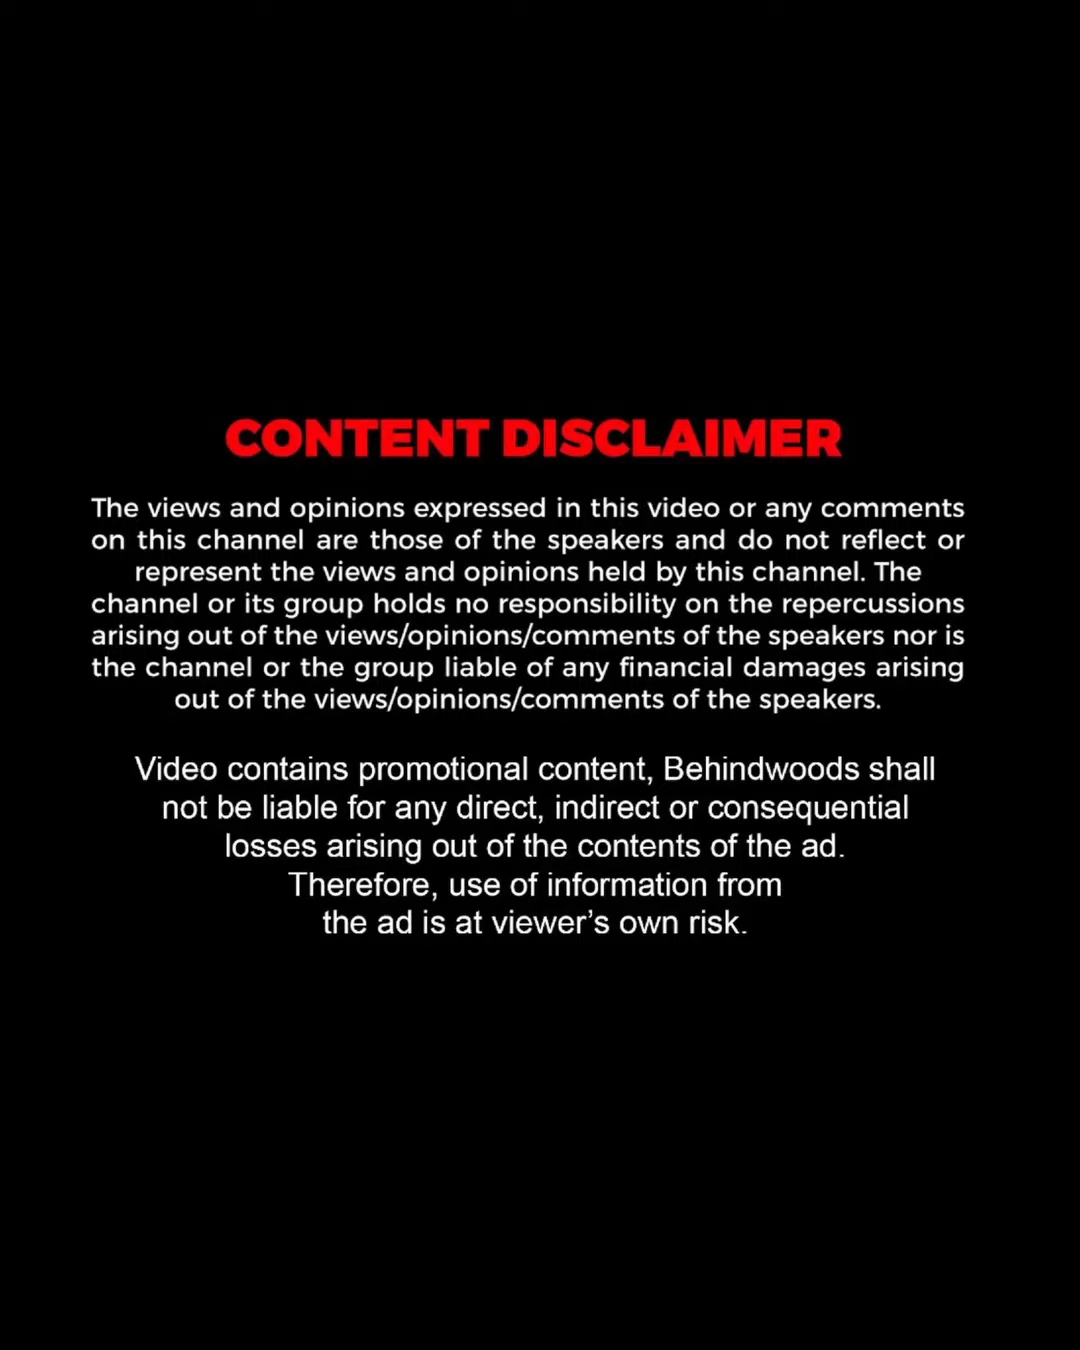 CONTENT DISCLAIMER
The views and opinions expressed in this video or any comments
on this channel are those of the speakers and do not reflect or
represent the views and opinions held by this channel. The
channel or its group holds no responsibility on the repercussions
arising out of the views/opinions/comments of the speakers nor is
the channel or the group liable of any financial damages arising
out of the views/opinions/comments of the speakers.
Video contains promotional content, Behindwoods shall
not be liable for any direct, indirect or consequential
losses arising out of the contents of the ad.
Therefore, use of information from
the ad is at viewer’s own risk.